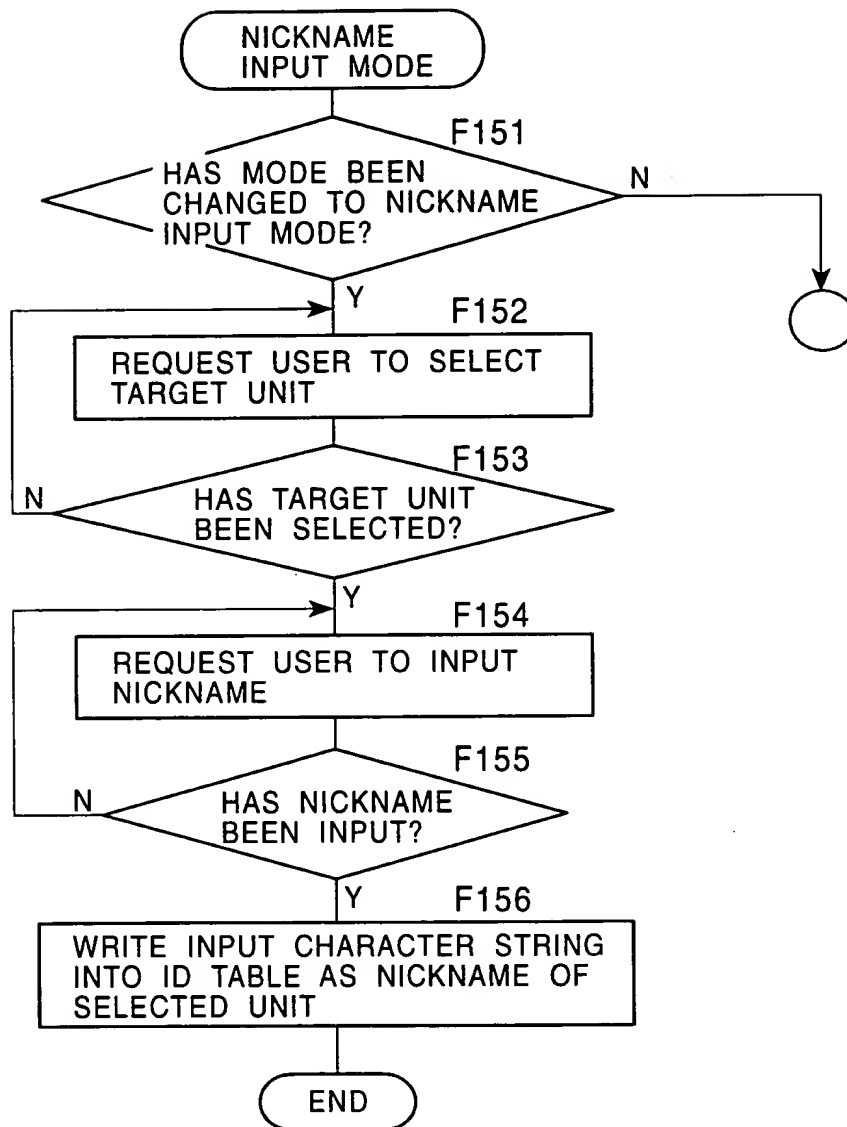 NICKNAME
INPUT MODE
F151
HAS MODE BEEN
CHANGED TO NICKNAME
INPUT MODE?
N
Y
F152
REQUEST USER TO SELECT
TARGET UNIT
F153
N
HAS TARGET UNIT
BEEN SELECTED?
Y
F154
REQUEST USER TO INPUT
NICKNAME
F155
N
HAS NICKNAME
BEEN INPUT?
Y
F156
WRITE INPUT CHARACTER STRING
INTO ID TABLE AS NICKNAME OF
SELECTED UNIT
END